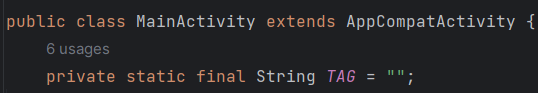 public class MainActivity extends AppCompatActivity {
6 usages
private static final String TAG = "";